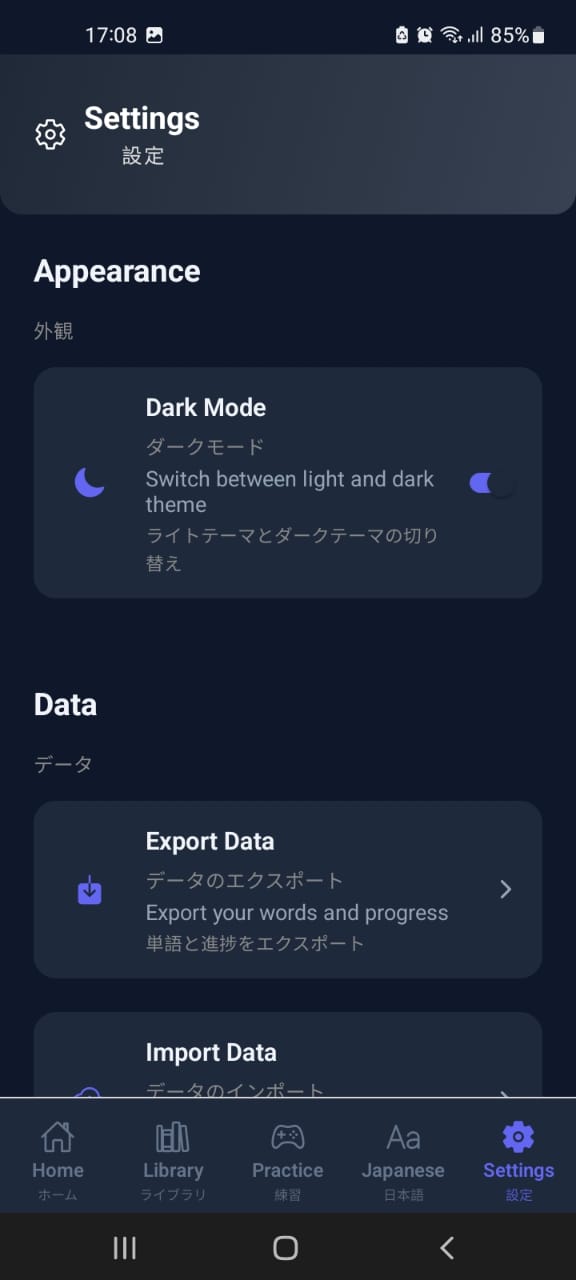 17:08
85%
Settings
設定
Appearance
外観
Dark Mode
ダークモード
Switch between light and dark
theme
ライトテーマとダークテーマの切り
替え
Data
データ
Export Data
データのエクスポート
Export your words and progress
単語と進捗をエクスポート
Import Data
データのインポート
Home
ホーム
Library
ライブラリ
Practice
練習
Aa
Japanese
日本語
Settings
設定